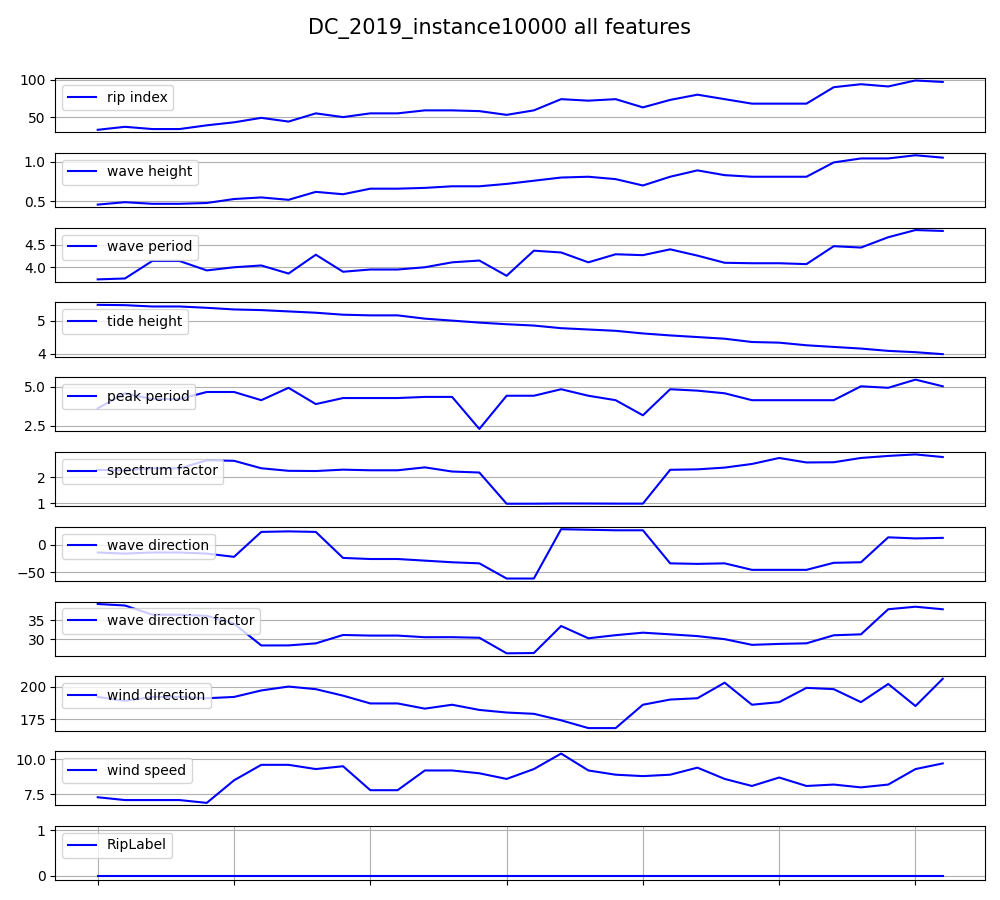 DC_2019_instance10000 all features
100
50
rip index
1.0
0.5
wave height
4.5
4.0
wave period
5
4
tide height
5.0
2.5
peak period
2
1
spectrum factor
0
−50
wave direction
35
30
wave direction factor
200
175
wind direction
10.0
7.5
wind speed
1
0
RipLabel